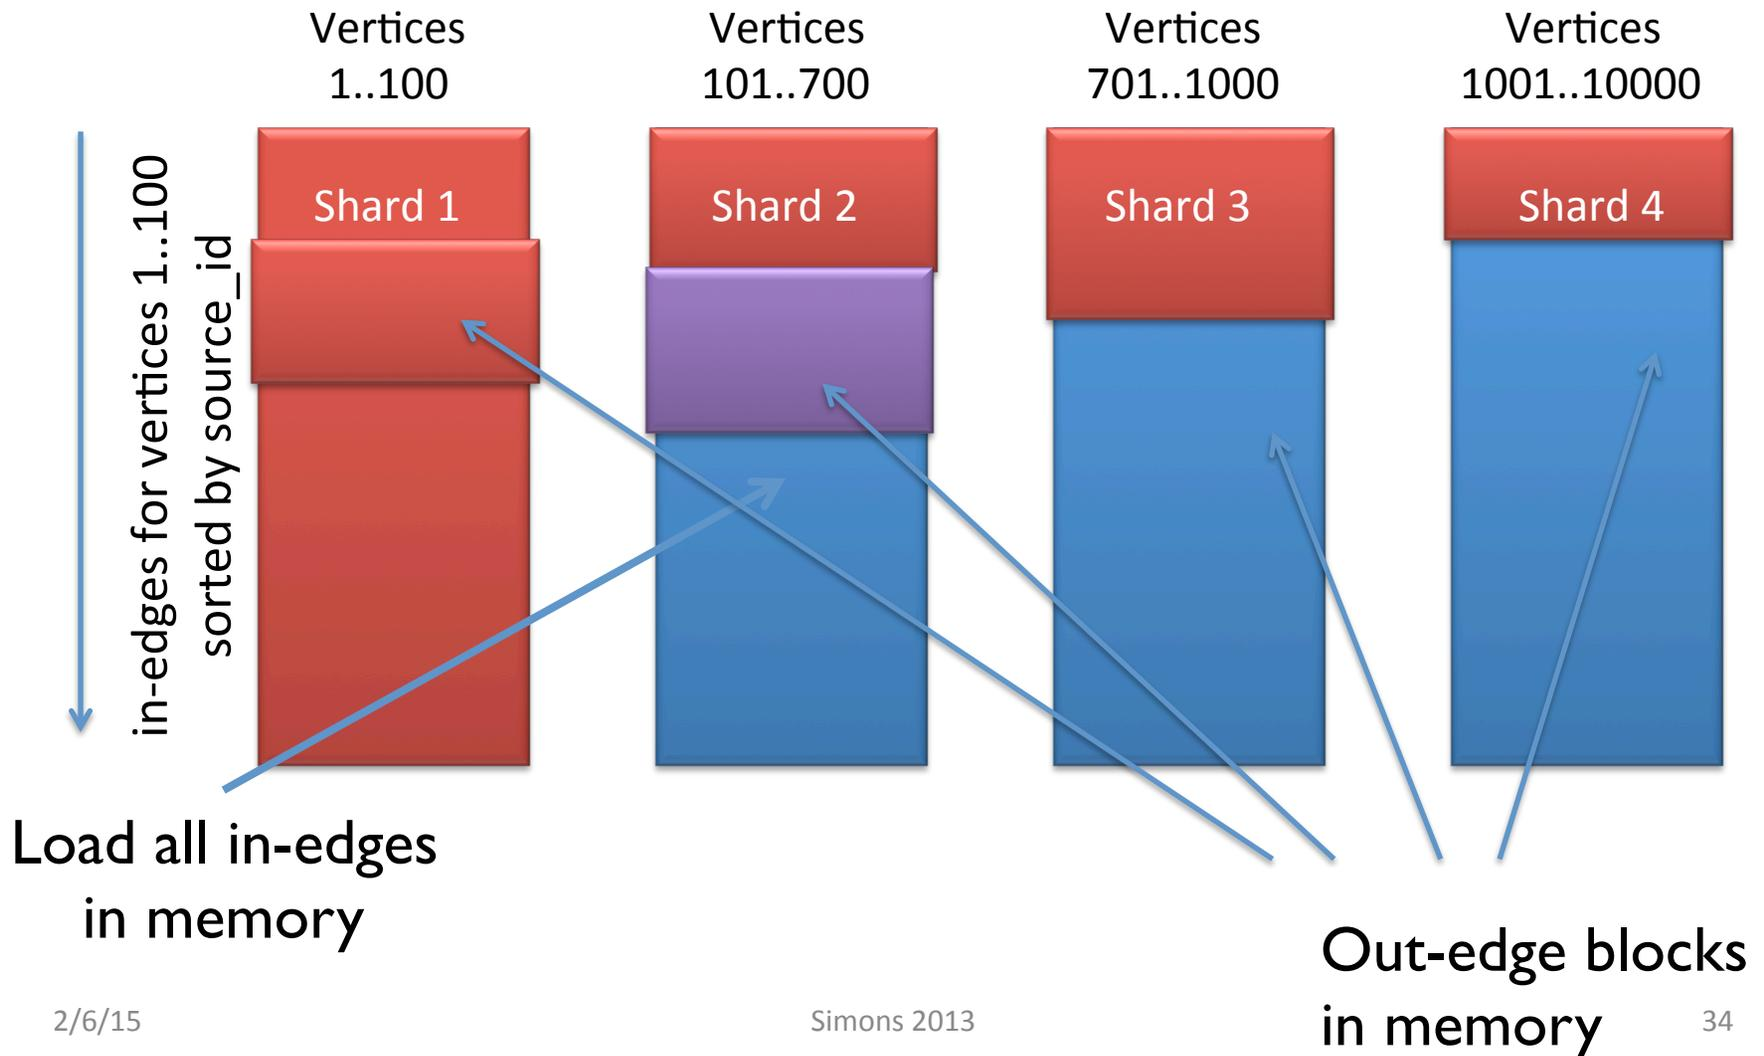 Vertices
1..100
Vertices
101..700
Vertices
701..1000
Vertices
1001..10000
in-edges for vertices 1..100
sorted by source_id
Shard 1
Shard 2
Shard 3
Shard 4
Load all in-edges
in memory
Out-edge blocks
in memory
2/6/15
Simons 2013
34